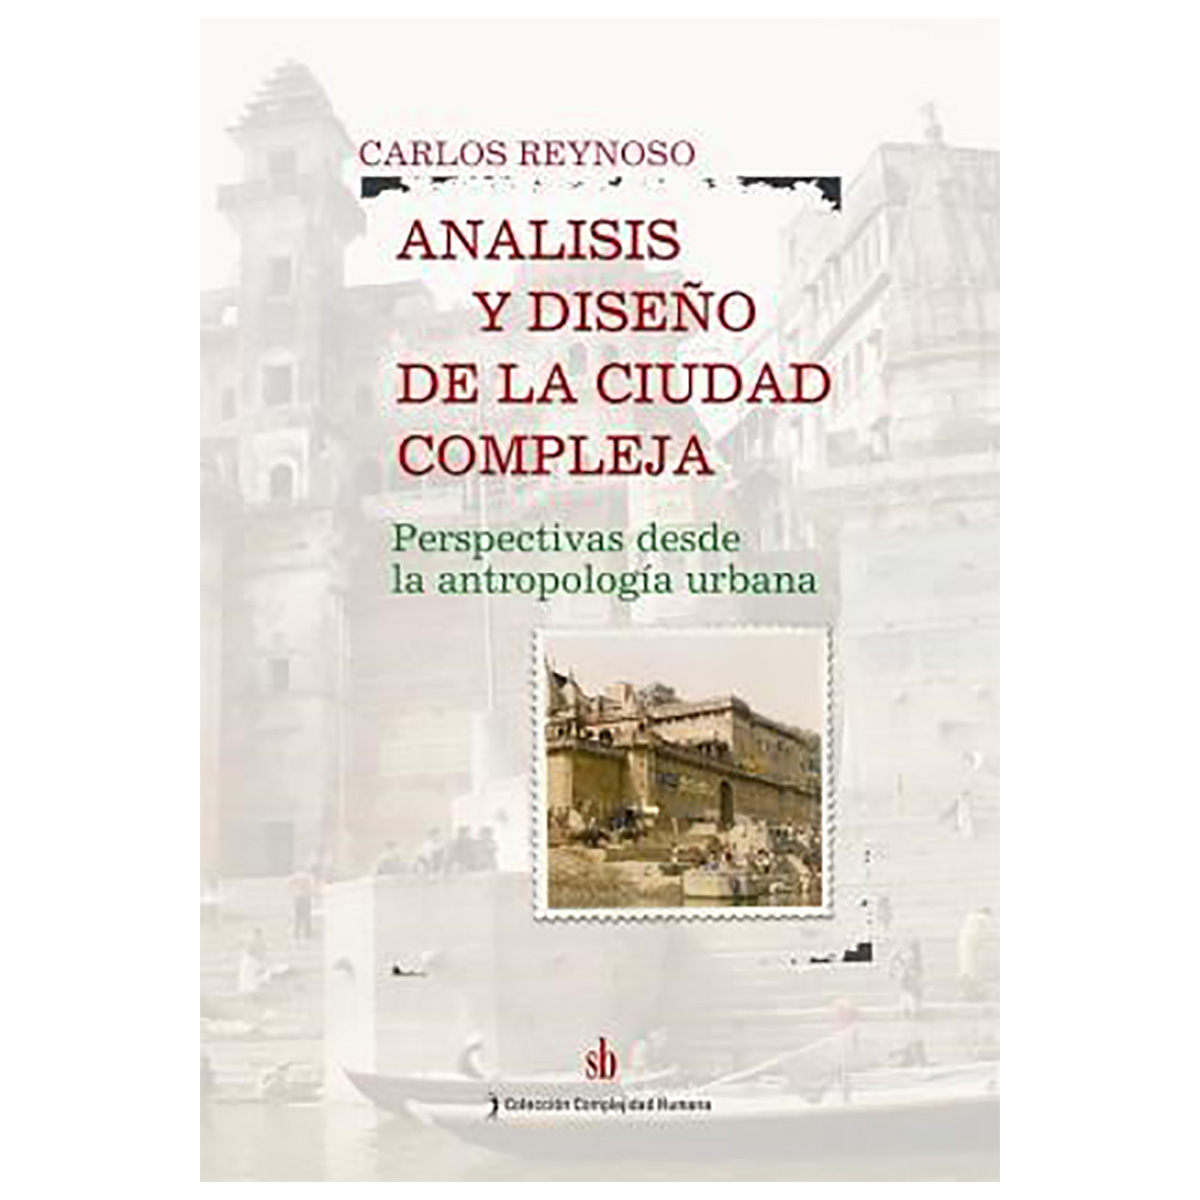 CARLOS REYNOSO
ANALISIS
Y DISEÑO
DE LA CIUDAD
COMPLEJA
Perspectivas desde
la antropología urbana
sb
Colección Complejidad Humana